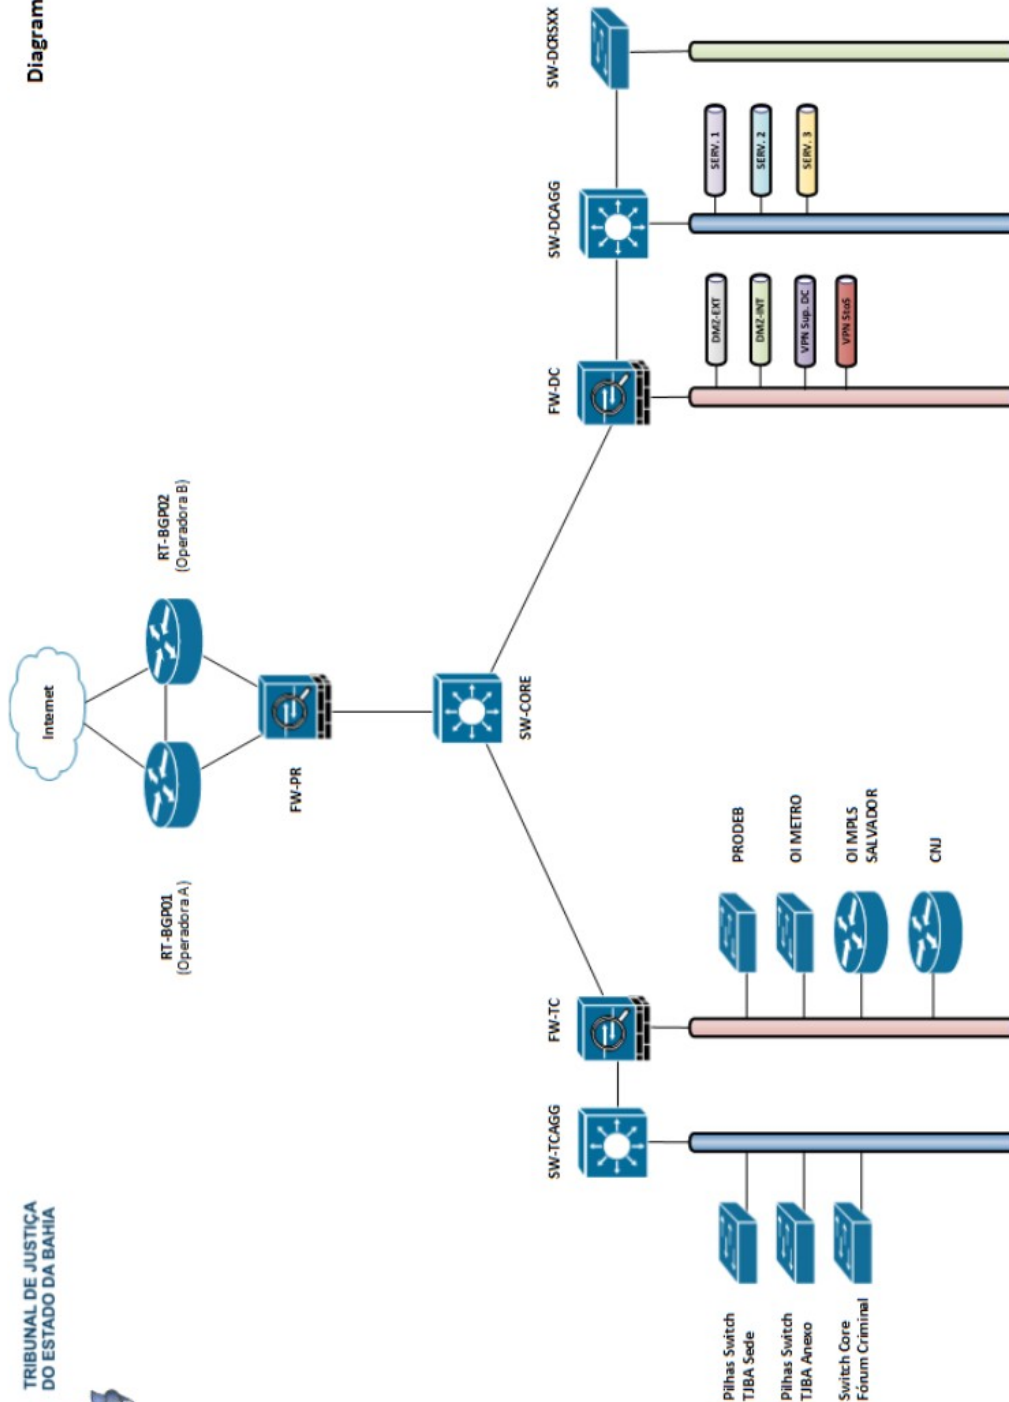 TRIBUNAL DE JUSTIÇA
DO ESTADO DA BAHIA
Diagram
Internet
RT-BGP01
(Operadora A)
RT-BGP02
(Operadora B)
FW-PR
SW-CORE
SW-TCAGG
FW-TC
FW-DC
SW-DCAGG
SW-DCRSXX
Pilhas Switch
TJBA Sede
Pilhas Switch
TJBA Anexo
Switch Core
Fórum Criminal
PRODEB
OI METRO
OI MPLS
SALVADOR
CNJ
DMZ-EXT
DMZ-INT
VPN Sup. DC
VPN StoS
SERV. 1
SERV. 2
SERV. 3